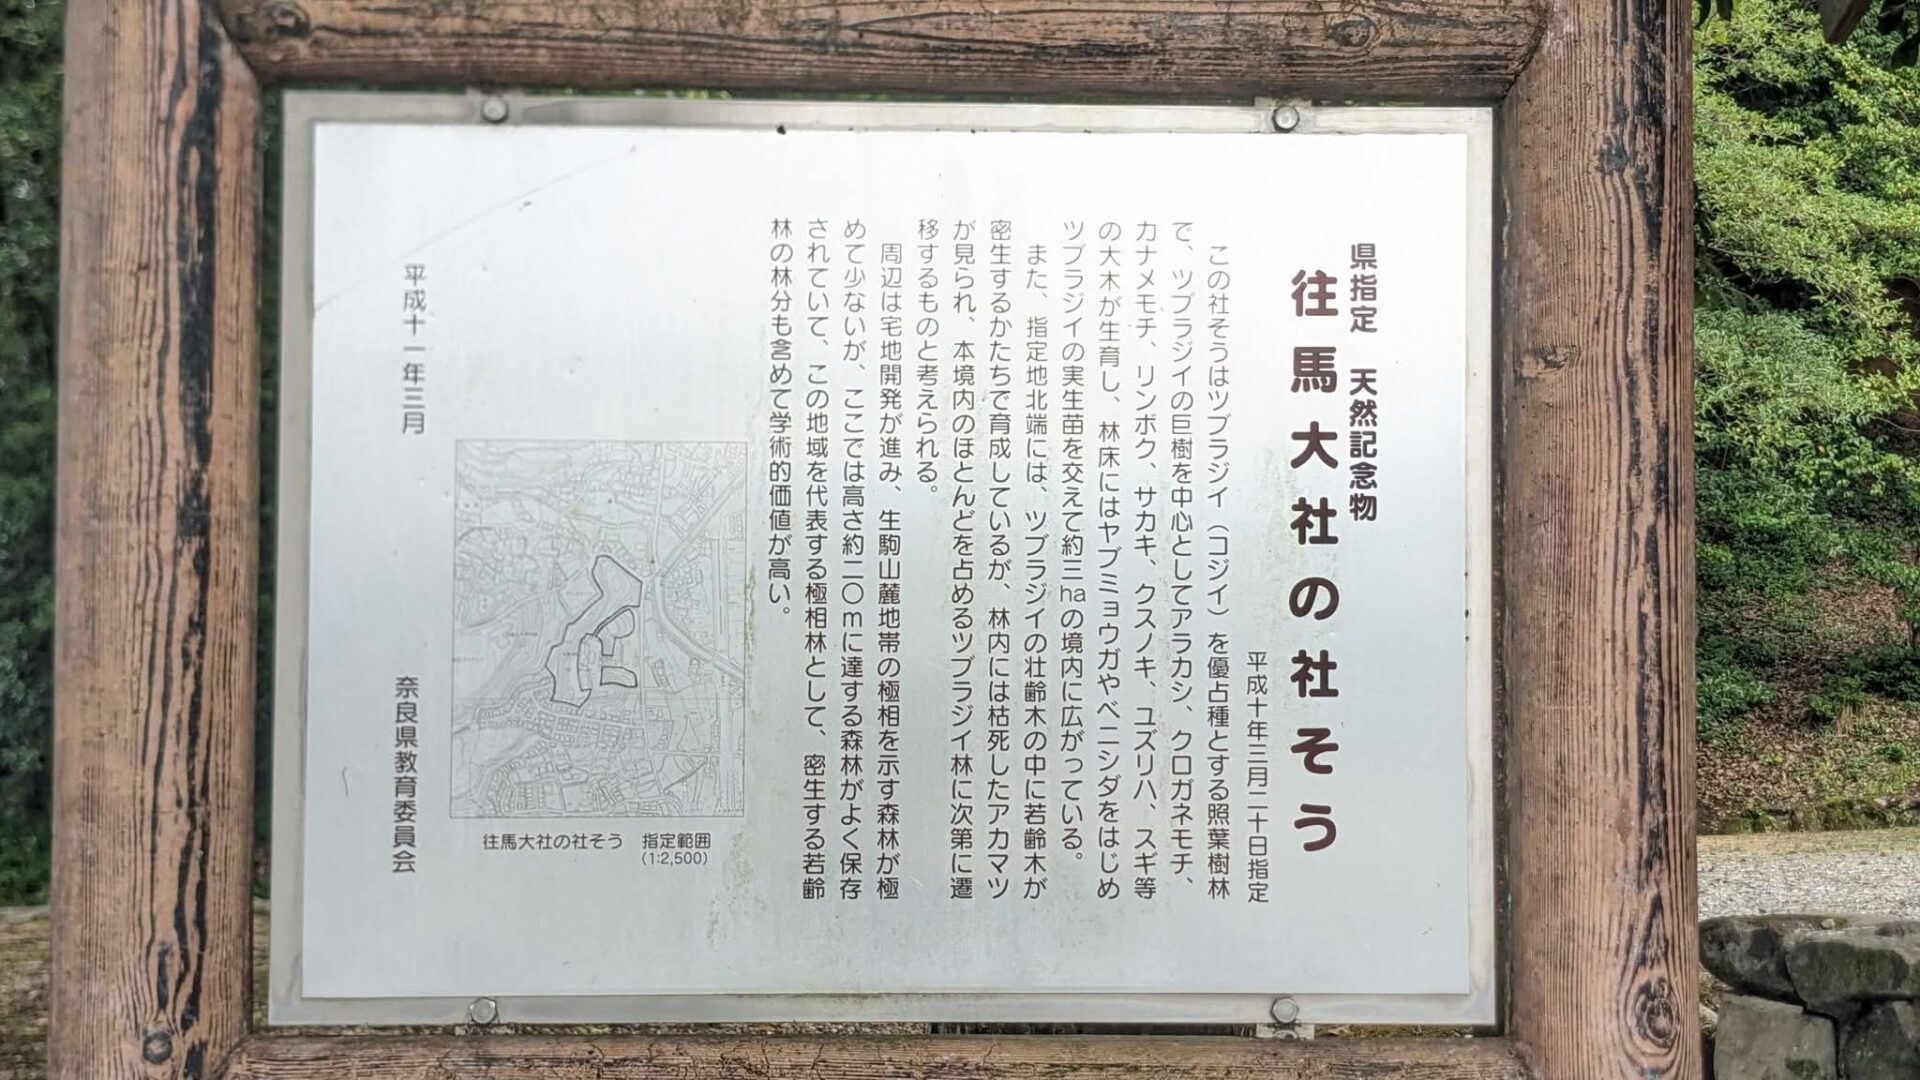 県指定 天然記念物
往馬大社の社そう
平成十年三月二十日指定
この社そうはツブラジイ（コジイ）を優占種とする照葉樹林
で、ツブラジイの巨樹を中心としてアラカシ、クロガネモチ、
カナメモチ、リンボク、サカキ、クスノキ、ユズリハ、スギ等
の大木が生育し、林床にはヤブミョウガやベニシダをはじめ
ツブラジイの実生苗を交えて約三haの境内に広がっている。
また、指定地北端には、ツブラジイの壮齢木の中に若齢木が
密生するかたちで育成しているが、林内には枯死したアカマツ
が見られ、本境内のほとんどを占めるツブラジイ林に次第に遷
移するものと考えられる。
周辺は宅地開発が進み、生駒山麓地帯の極相を示す森林が極
めて少ないが、ここでは高さ約二〇mに達する森林がよく保存
されていて、この地域を代表する極相林として、密生する若齢
林の林分も含めて学術的価値が高い。
往馬大社の社そう 指定範囲
(1:2,500)
平成十一年三月
奈良県教育委員会